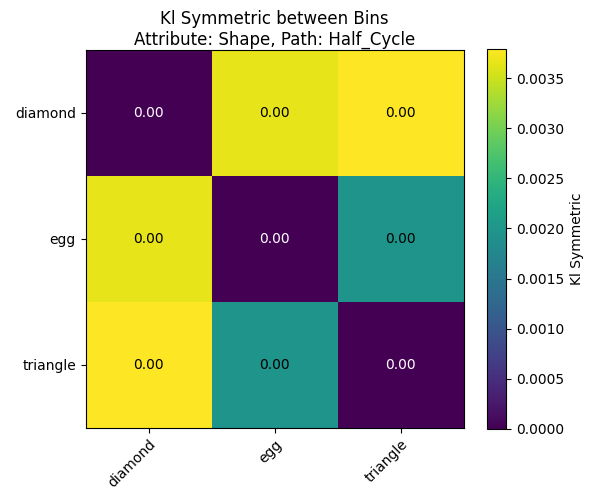 Kl Symmetric between Bins
Attribute: Shape, Path: Half_Cycle
diamond
0.00 0.00 0.00
egg
0.00 0.00 0.00
triangle
0.00 0.00 0.00
diamond egg triangle
0.0035
0.0030
0.0025
0.0020
0.0015
0.0010
0.0005
0.0000
Kl Symmetric